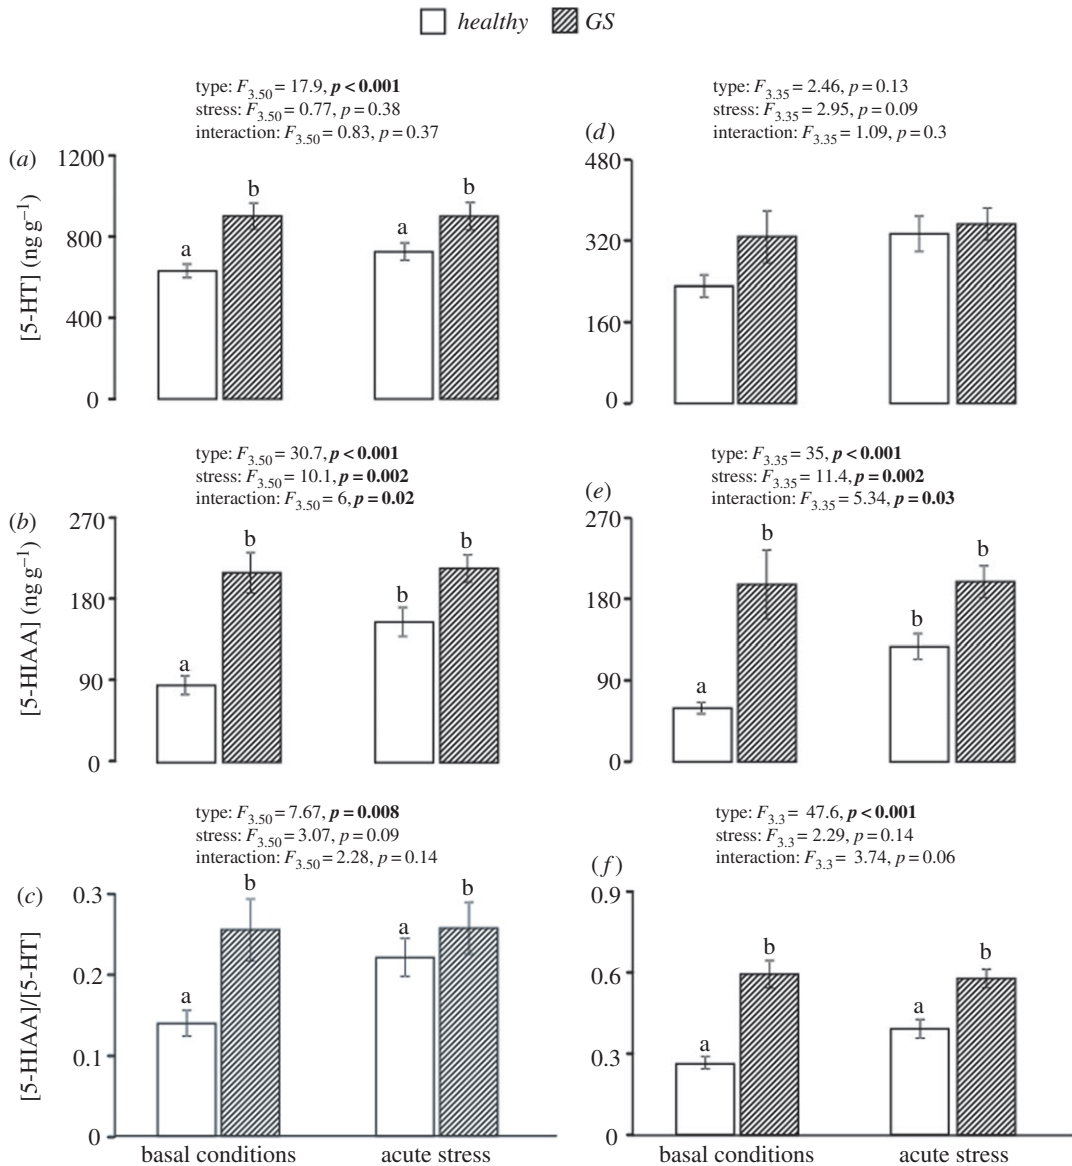 healthy GS
type: F3.50 = 17.9, p < 0.001
stress: F3.50 = 0.77, p = 0.38
interaction: F3.50 = 0.83, p = 0.37
(a)
[5-HT] (ng g–1)
1200
800
400
0
a
b
a
b
type: F3.35 = 2.46, p = 0.13
stress: F3.35 = 2.95, p = 0.09
interaction: F3.35 = 1.09, p = 0.3
(d)
480
320
160
0
type: F3.50 = 30.7, p < 0.001
stress: F3.50 = 10.1, p = 0.002
interaction: F3.50 = 6, p = 0.02
(b)
[5-HIAA] (ng g–1)
270
180
90
0
a
b
b
b
type: F3.35 = 35, p < 0.001
stress: F3.35 = 11.4, p = 0.002
interaction: F3.35 = 5.34, p = 0.03
(e)
270
180
90
0
a
b
b
b
type: F3.50 = 7.67, p = 0.008
stress: F3.50 = 3.07, p = 0.09
interaction: F3.50 = 2.28, p = 0.14
(c)
[5-HIAA]/[5-HT]
0.3
0.2
0.1
0
a
b
a
b
basal conditions acute stress
type: F3.3 = 47.6, p < 0.001
stress: F3.3 = 2.29, p = 0.14
interaction: F3.3 = 3.74, p = 0.06
(f)
0.9
0.6
0.3
0
a
b
a
b
basal conditions acute stress